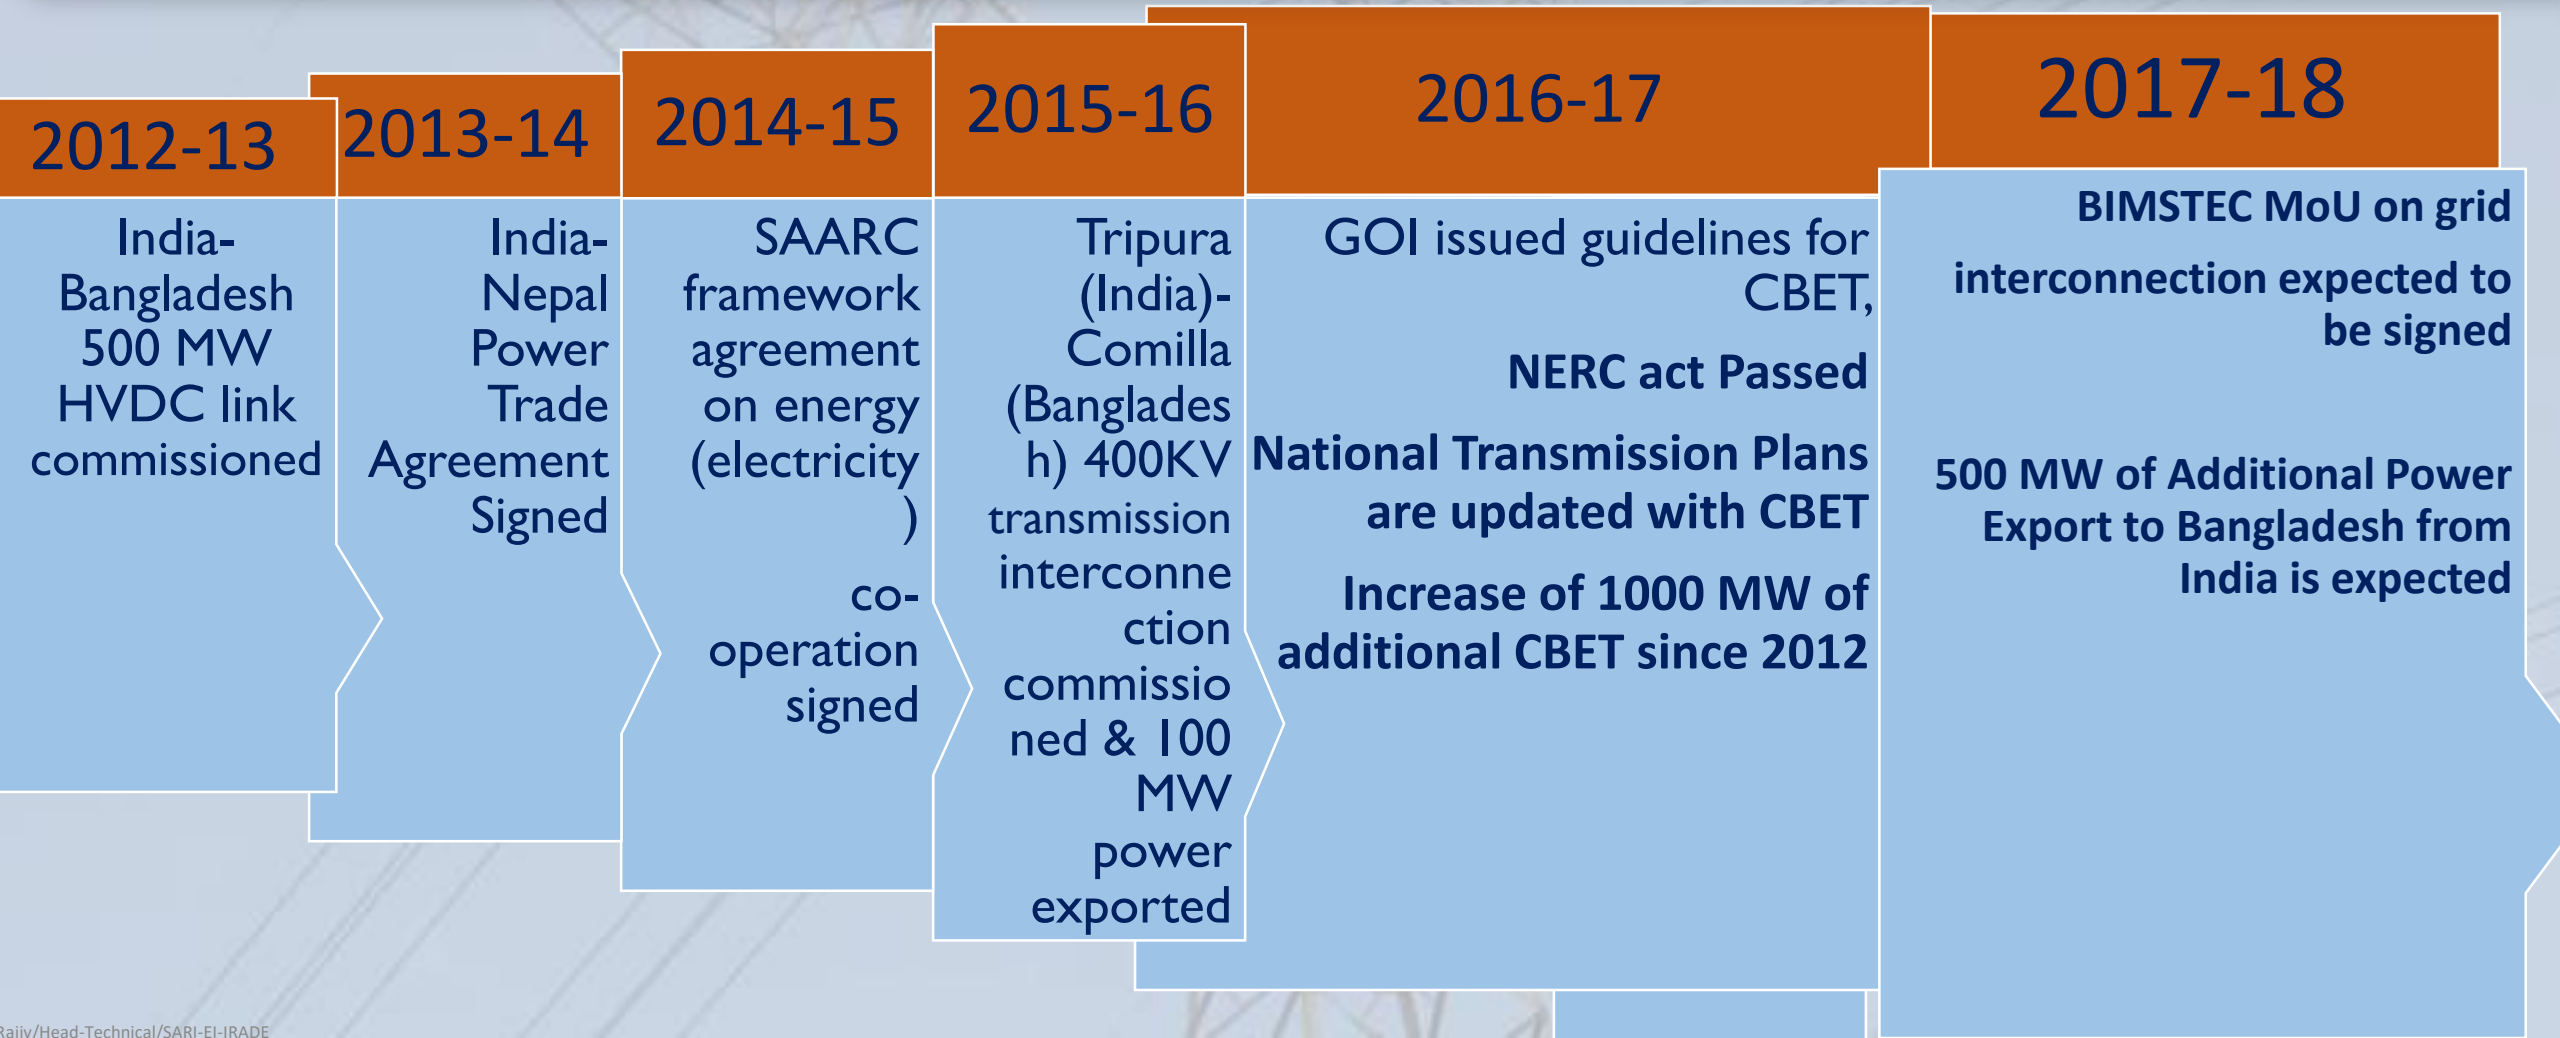 2012-13
India-
Bangladesh
500 MW
HVDC link
commissioned
2013-14
India-
Nepal
Power
Trade
Agreement
Signed
2014-15
SAARC
framework
agreement
on energy
(electricity
)
co-
operation
signed
2015-16
Tripura
(India)-
Comilla
(Banglades
h) 400KV
transmission
interconne
ction
commissio
ned & 100
MW
power
exported
2016-17
GOI issued guidelines for
CBET,
NERC act Passed
National Transmission Plans
are updated with CBET
Increase of 1000 MW of
additional CBET since 2012
2017-18
BIMSTEC MoU on grid
interconnection expected to
be signed
500 MW of Additional Power
Export to Bangladesh from
India is expected
Rajiv/Head-Technical/SARI-EI-IRADE